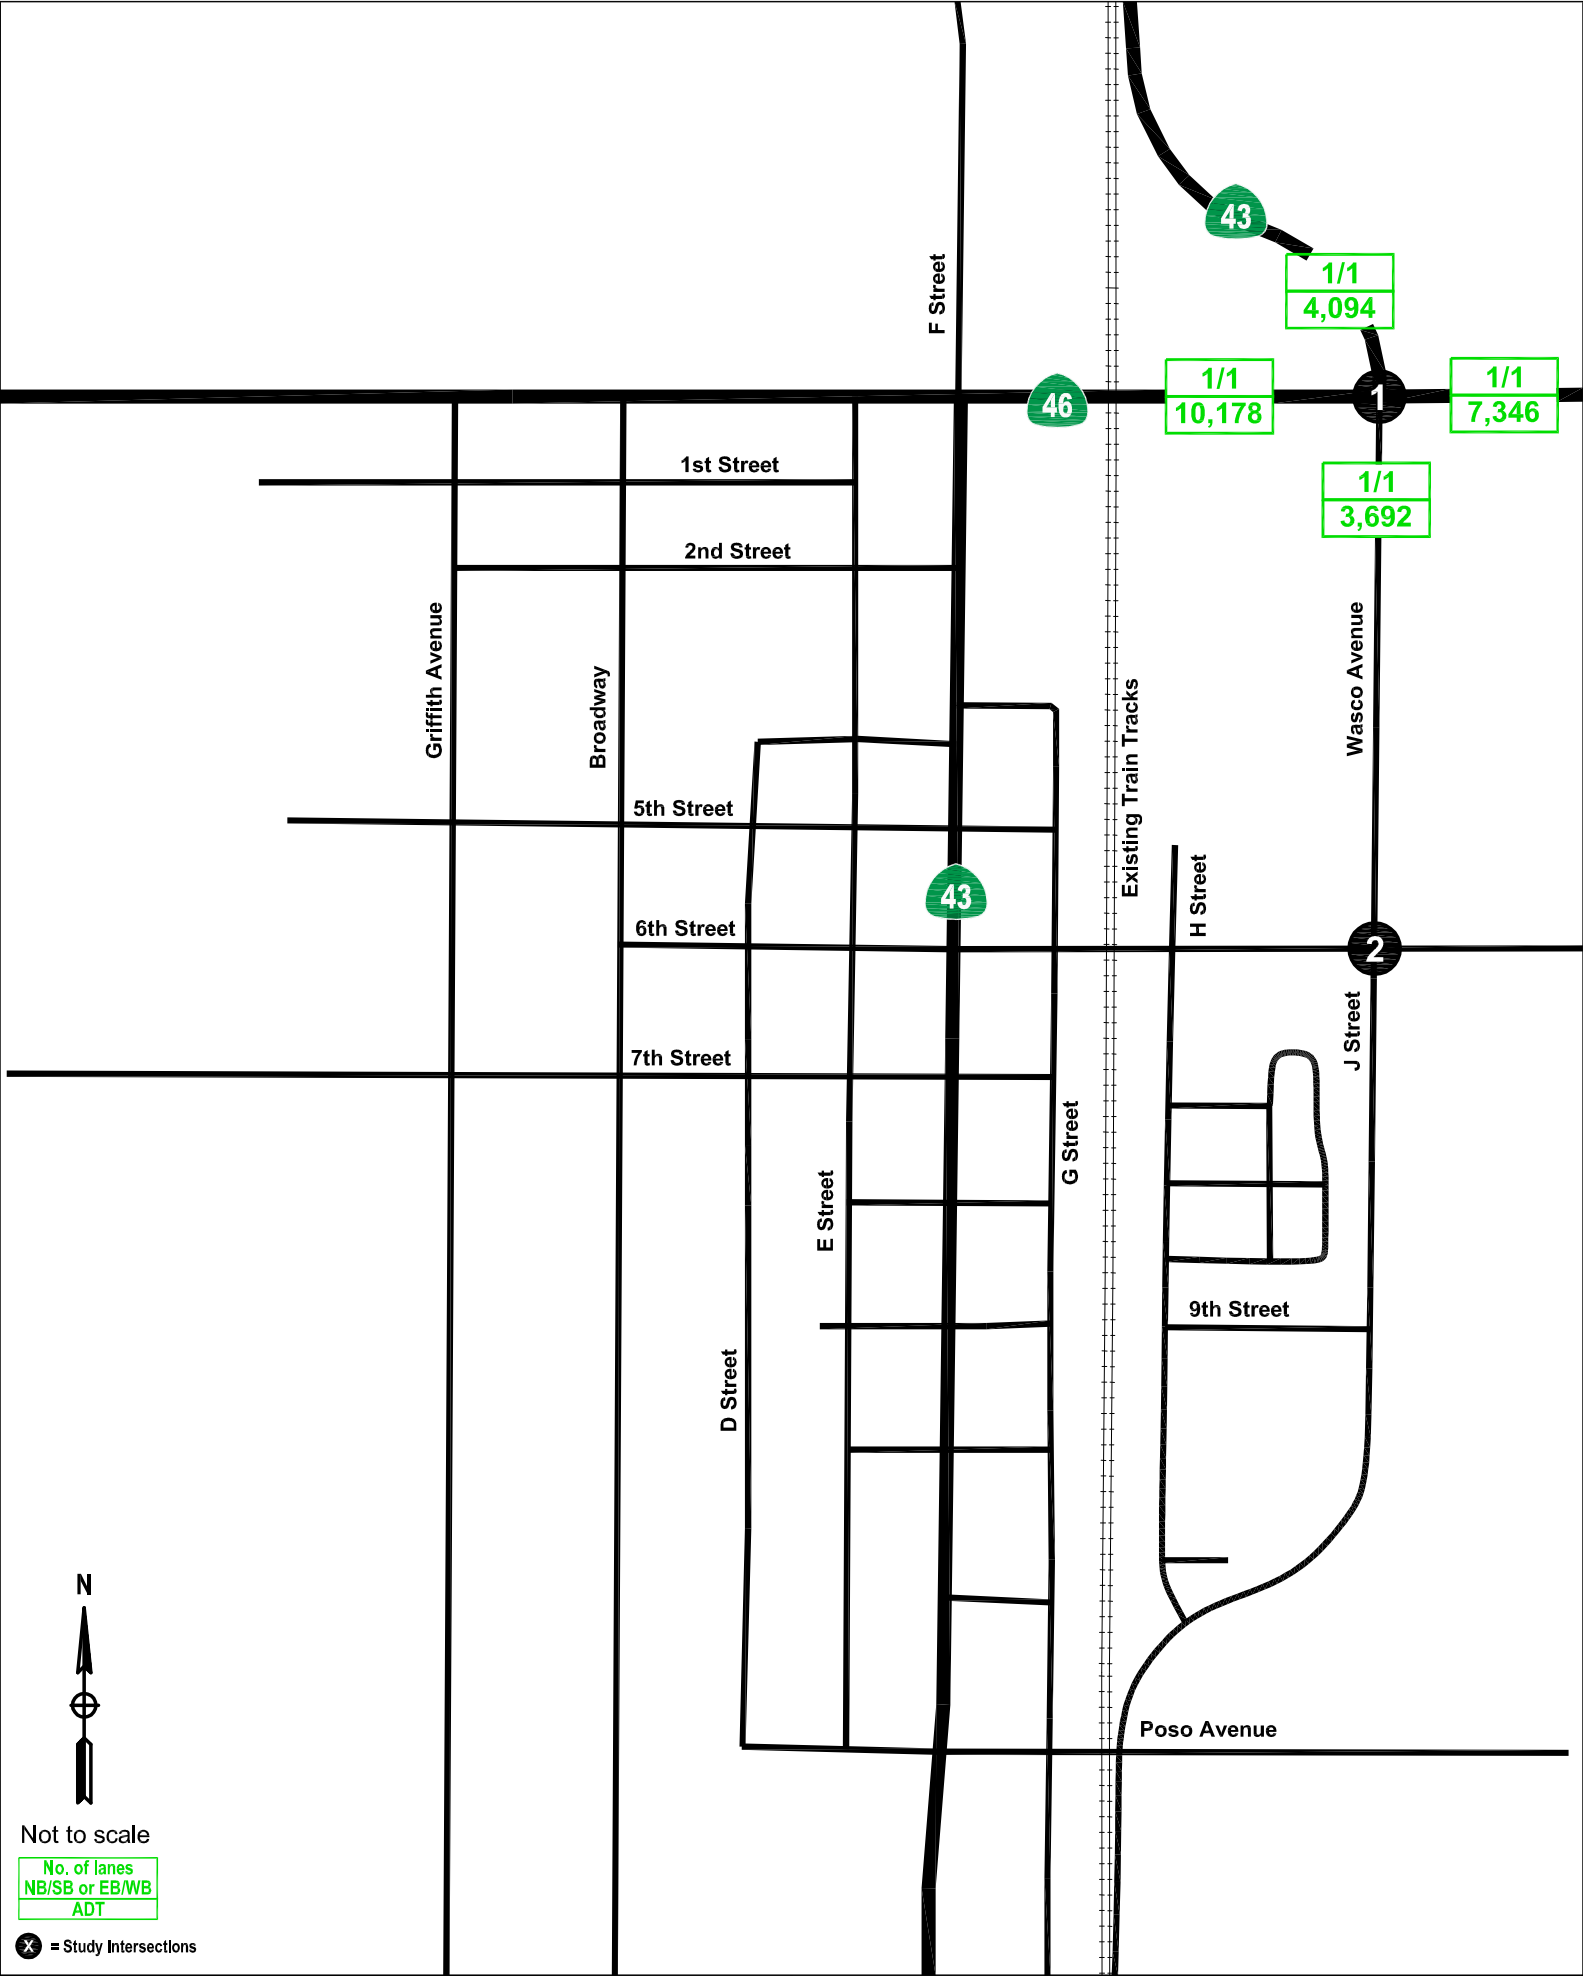 43
F Street
1/1
4,094
1/1
10,178
1
1/1
7,346
46
1st Street
1/1
3,692
2nd Street
Griffith Avenue
Broadway
Existing Train Tracks
Wasco Avenue
5th Street
43
H Street
6th Street
2
J Street
7th Street
G Street
E Street
9th Street
D Street
N
Poso Avenue
Not to scale
No. of lanes
NB/SB or EB/WB
ADT
X = Study Intersections